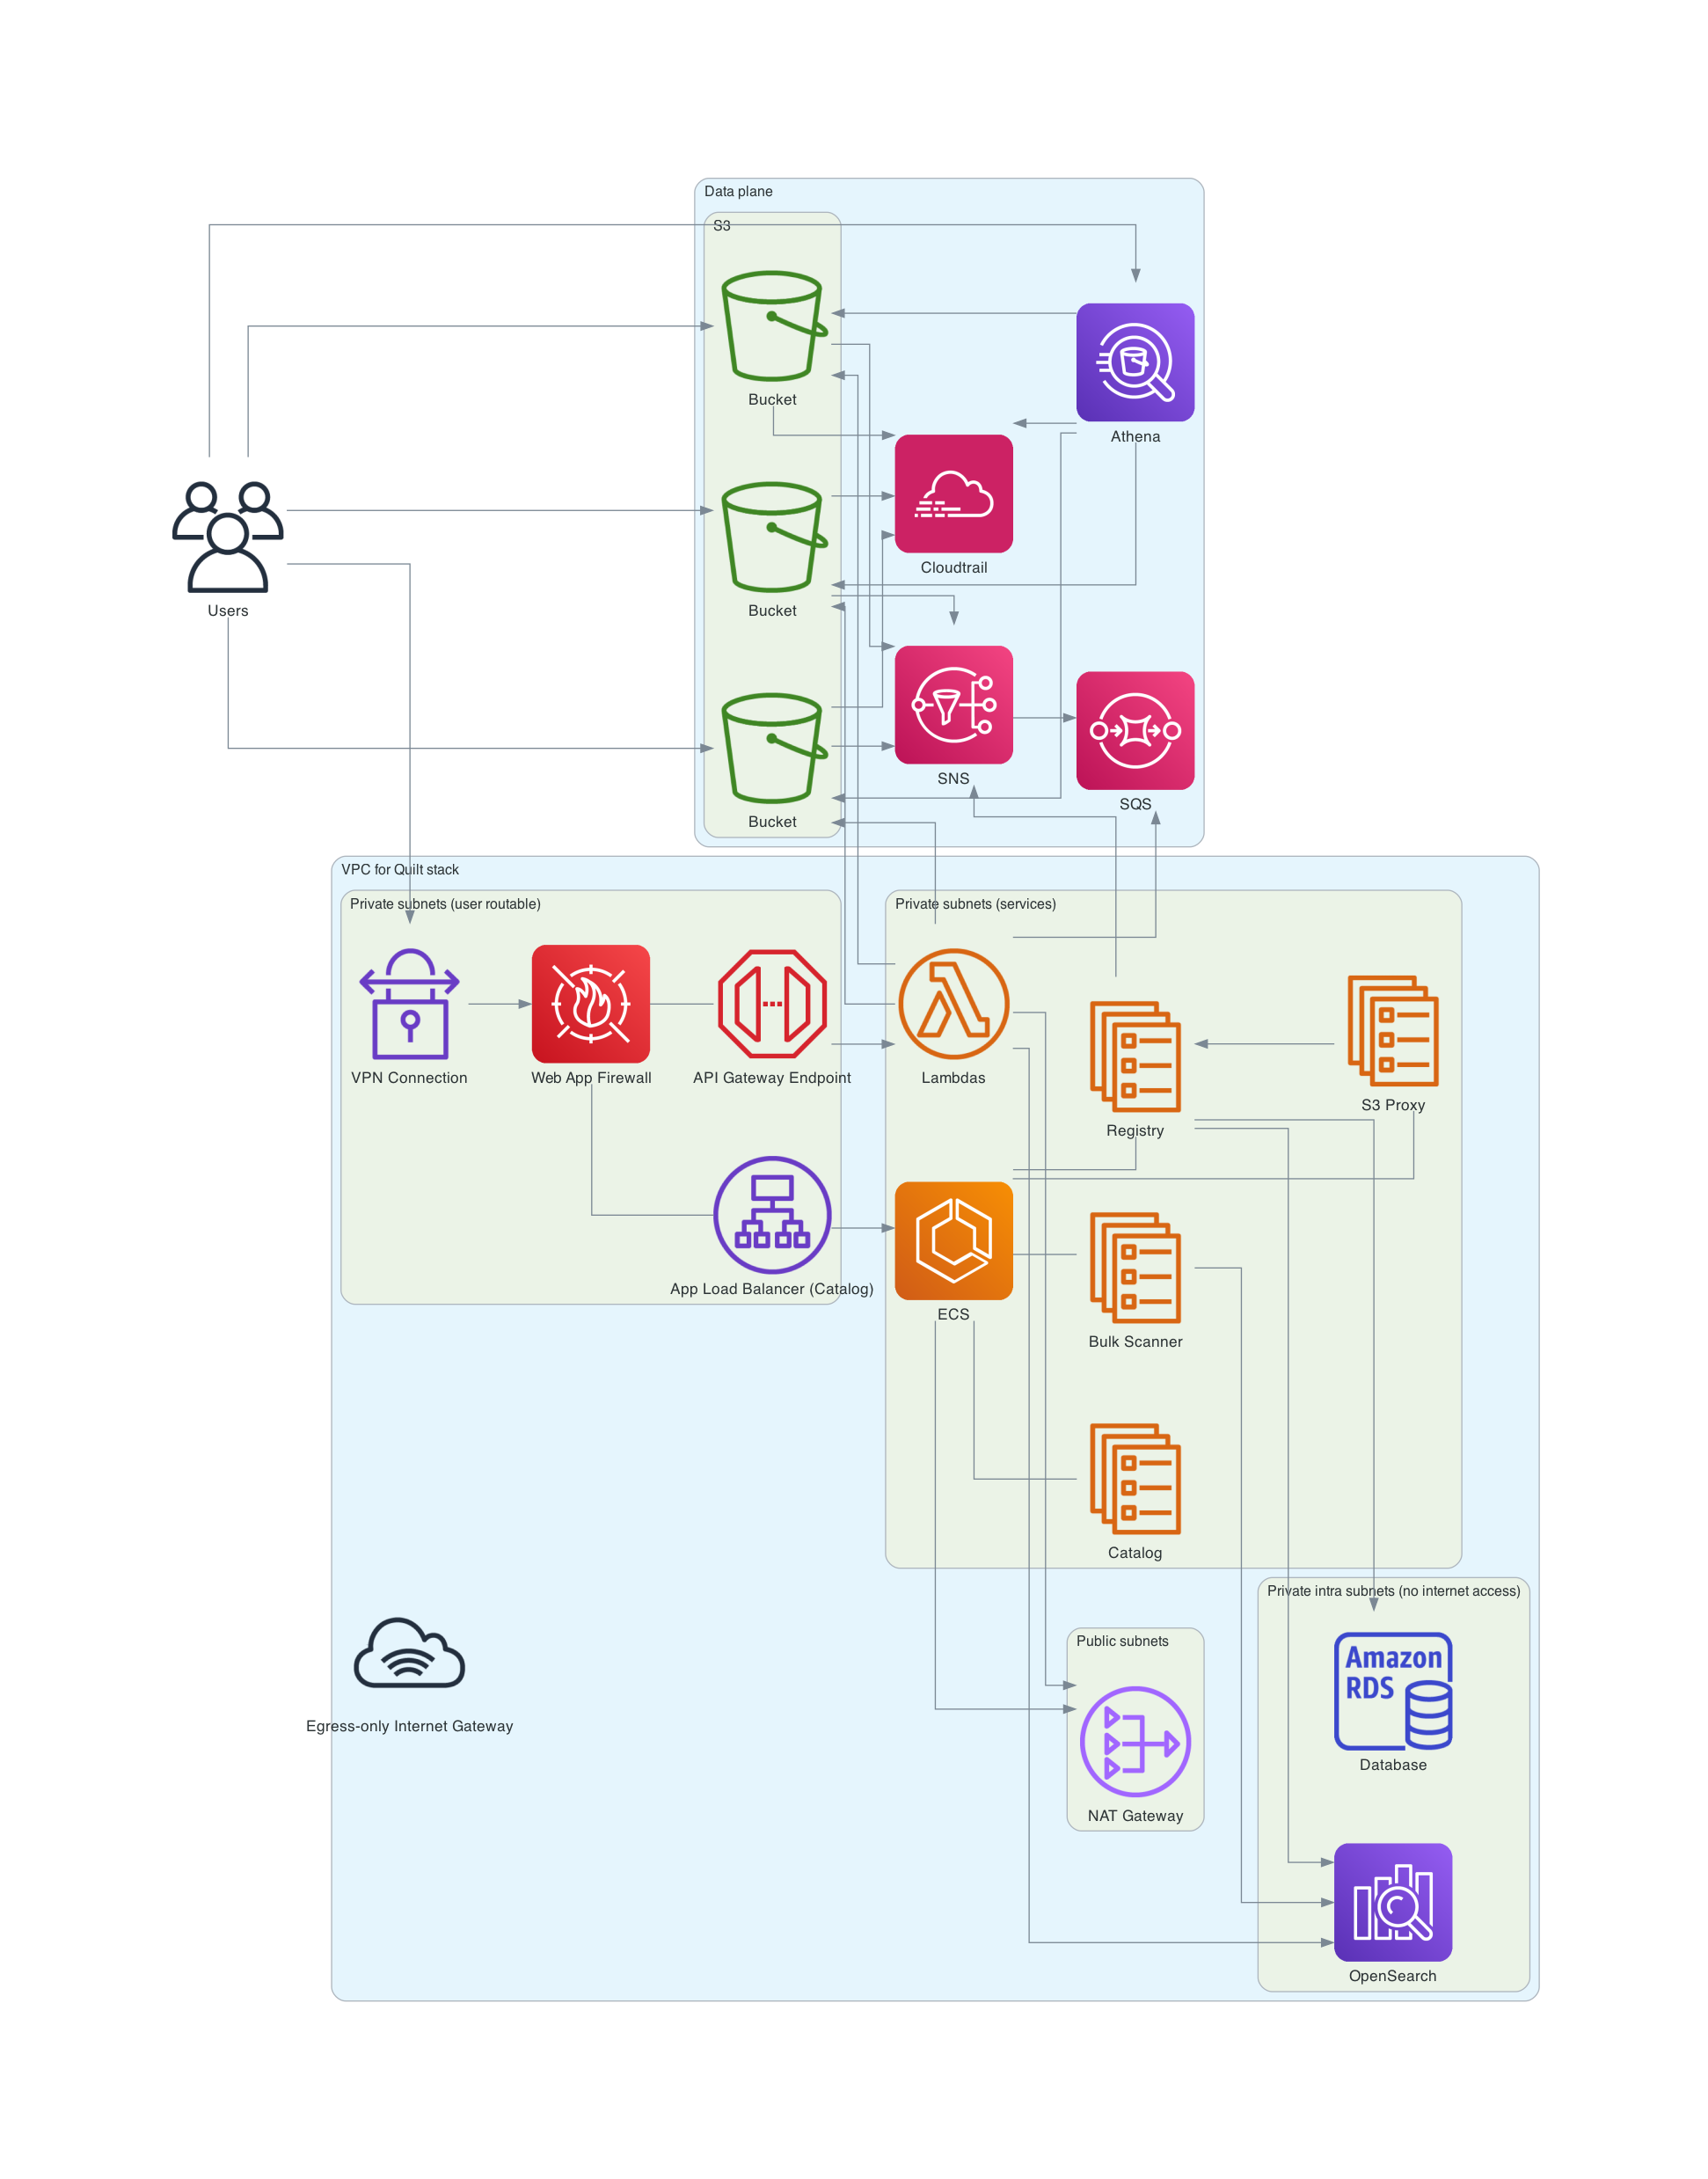 Data plane
S3
Bucket
Athena
Cloudtrail
Users
Bucket
SNS
SQS
Bucket
VPC for Quilt stack
Private subnets (user routable)
Private subnets (services)
VPN Connection
Web App Firewall
API Gateway Endpoint
Lambdas
S3 Proxy
Registry
App Load Balancer (Catalog)
ECS
Bulk Scanner
Catalog
Private intra subnets (no internet access)
Public subnets
Amazon
RDS
Egress-only Internet Gateway
Database
NAT Gateway
OpenSearch